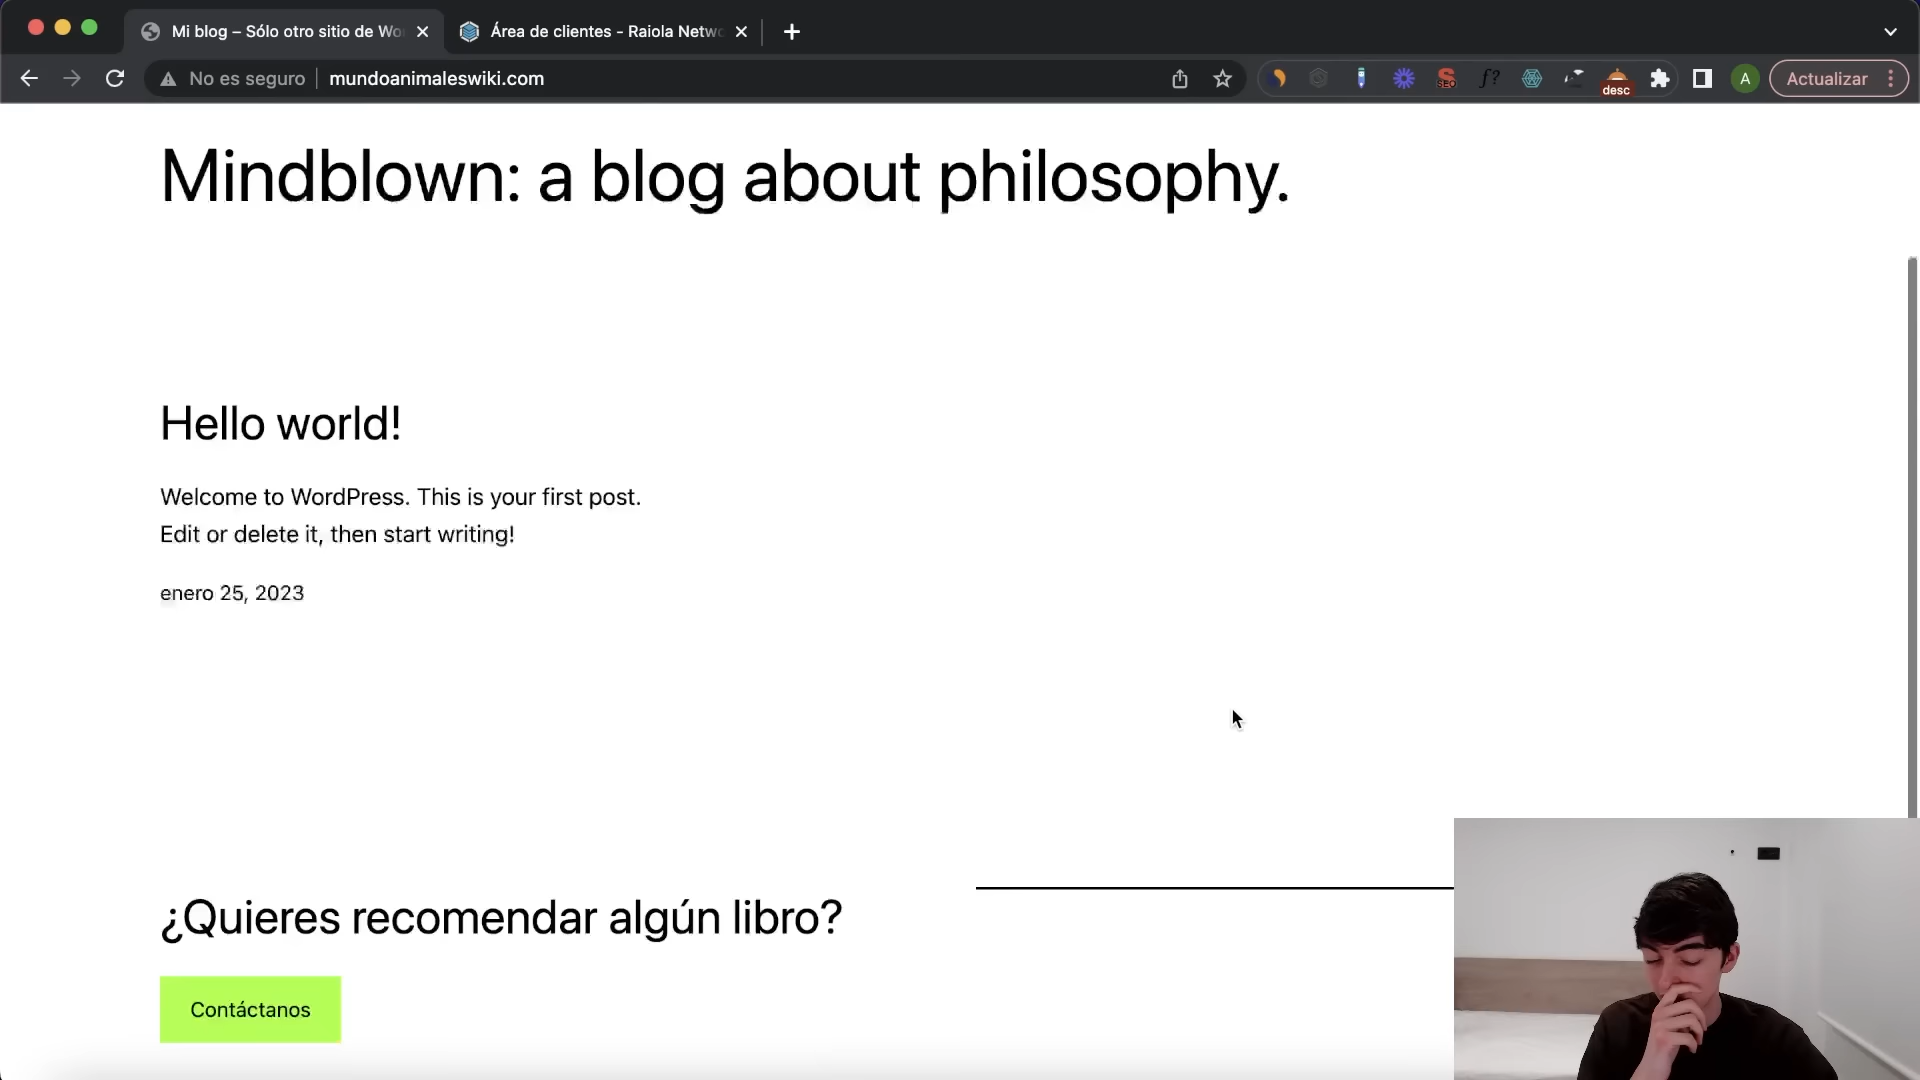 Mi blog – Sólo otro sitio de Wo
Área de clientes - Raiola Netwo
No es seguro
mundoanimaleswiki.com
SEO
f?
desc
A
Actualizar
Mindblown: a blog about philosophy.
Hello world!
Welcome to WordPress. This is your first post.
Edit or delete it, then start writing!
enero 25, 2023
¿Quieres recomendar algún libro?
Contáctanos